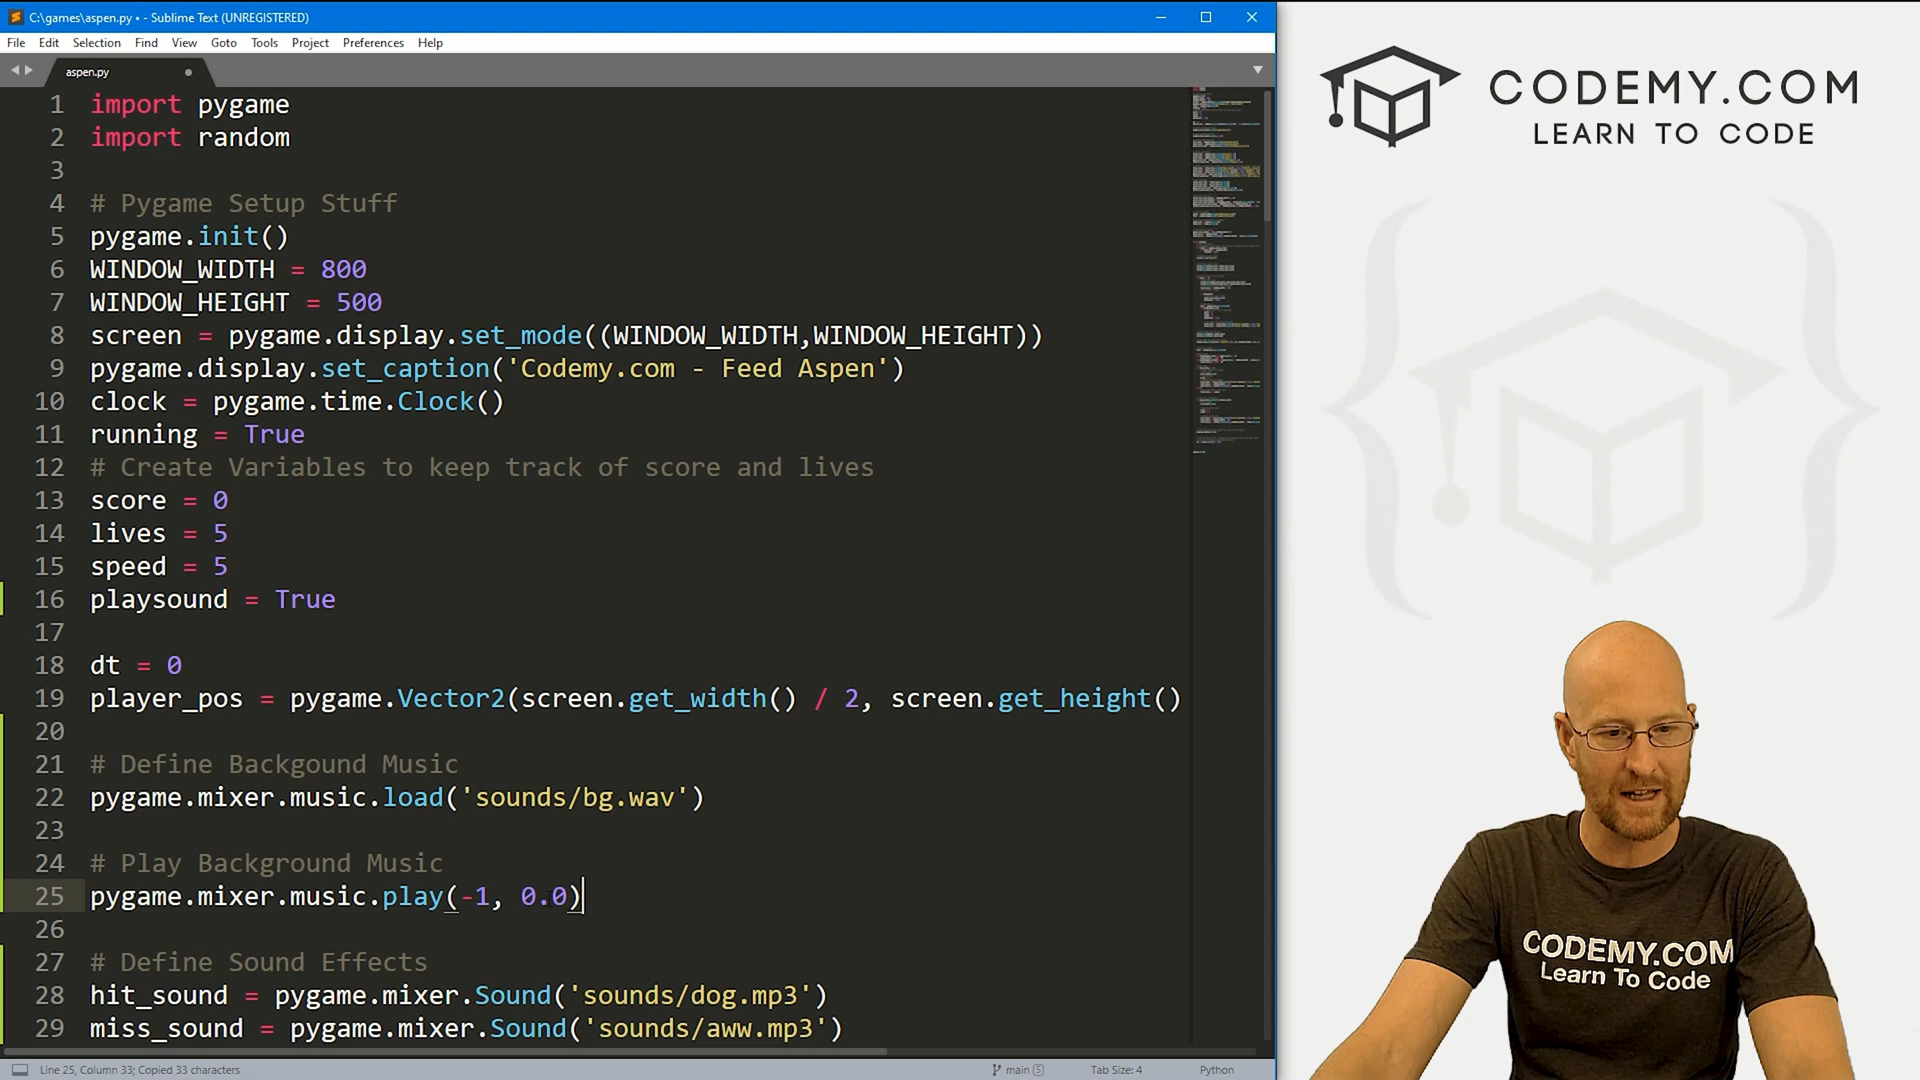 C:\games\aspen.py • - Sublime Text (UNREGISTERED)
File Edit Selection Find View Goto Tools Project Preferences Help
aspen.py
1 import pygame
2 import random
3
4 # Pygame Setup Stuff
5 pygame.init()
6 WINDOW_WIDTH = 800
7 WINDOW_HEIGHT = 500
8 screen = pygame.display.set_mode((WINDOW_WIDTH,WINDOW_HEIGHT))
9 pygame.display.set_caption('Codemy.com - Feed Aspen')
10 clock = pygame.time.Clock()
11 running = True
12 # Create Variables to keep track of score and lives
13 score = 0
14 lives = 5
15 speed = 5
16 playsound = True
17
18 dt = 0
19 player_pos = pygame.Vector2(screen.get_width() / 2, screen.get_height()
20
21 # Define Backgound Music
22 pygame.mixer.music.load('sounds/bg.wav')
23
24 # Play Background Music
25 pygame.mixer.music.play(-1, 0.0)
26
27 # Define Sound Effects
28 hit_sound = pygame.mixer.Sound('sounds/dog.mp3')
29 miss_sound = pygame.mixer.Sound('sounds/aww.mp3')
Line 25, Column 33; Copied 33 characters
main 5
Tab Size: 4
Python
CODEMY.COM
LEARN TO CODE
CODEMY.COM
Learn To Code